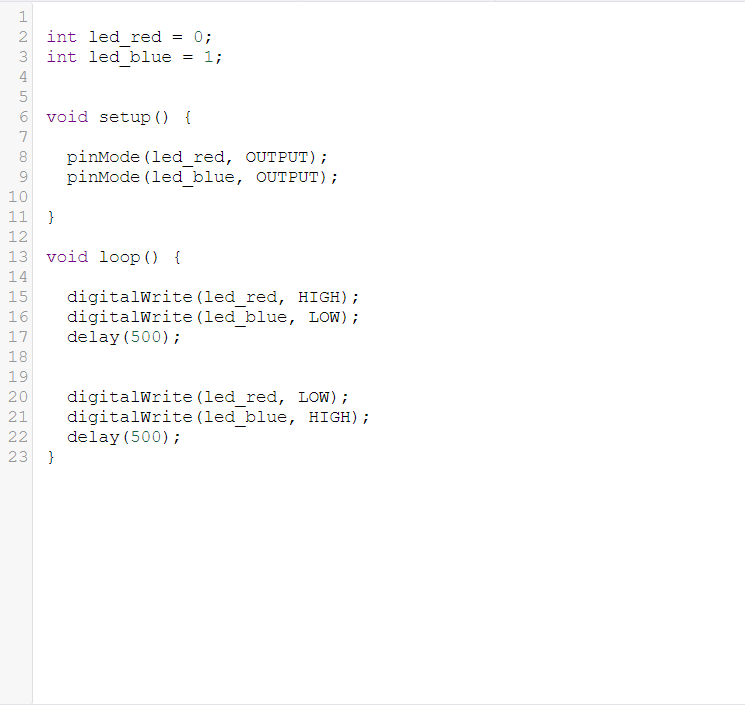 1
2 int led_red = 0;
3 int led_blue = 1;
4
5
6 void setup() {
7
8   pinMode(led_red, OUTPUT);
9   pinMode(led_blue, OUTPUT);
10
11 }
12
13 void loop() {
14
15   digitalWrite(led_red, HIGH);
16   digitalWrite(led_blue, LOW);
17   delay(500);
18
19
20   digitalWrite(led_red, LOW);
21   digitalWrite(led_blue, HIGH);
22   delay(500);
23 }